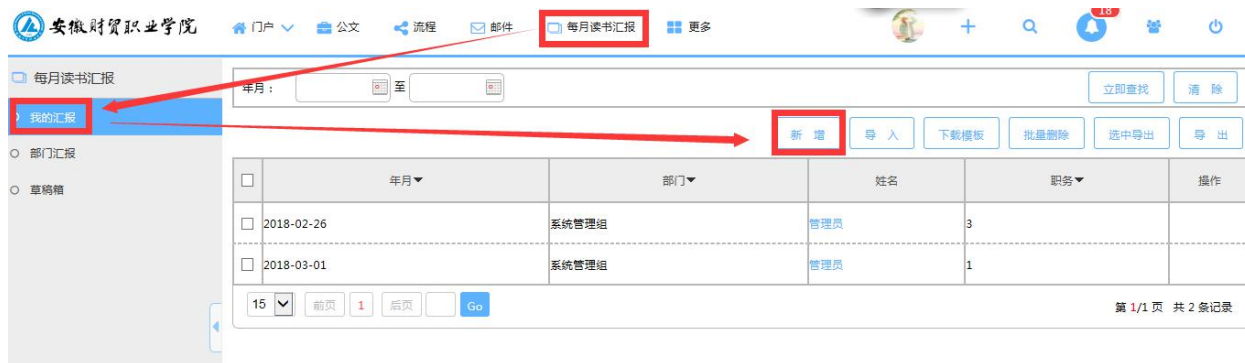 安徽财贸职业学院 门户 公文 流程 邮件 每月读书汇报 更多 18
每月读书汇报
年月： 至 立即查找 清 除
我的汇报
新 增 导 入 下载模板 批量删除 选中导出 导 出
部门汇报
草稿箱
年月 部门 姓名 职务 操作
2018-02-26 系统管理组 管理员 3
2018-03-01 系统管理组 管理员 1
15 前页 1 后页 Go 第 1/1 页 共 2 条记录